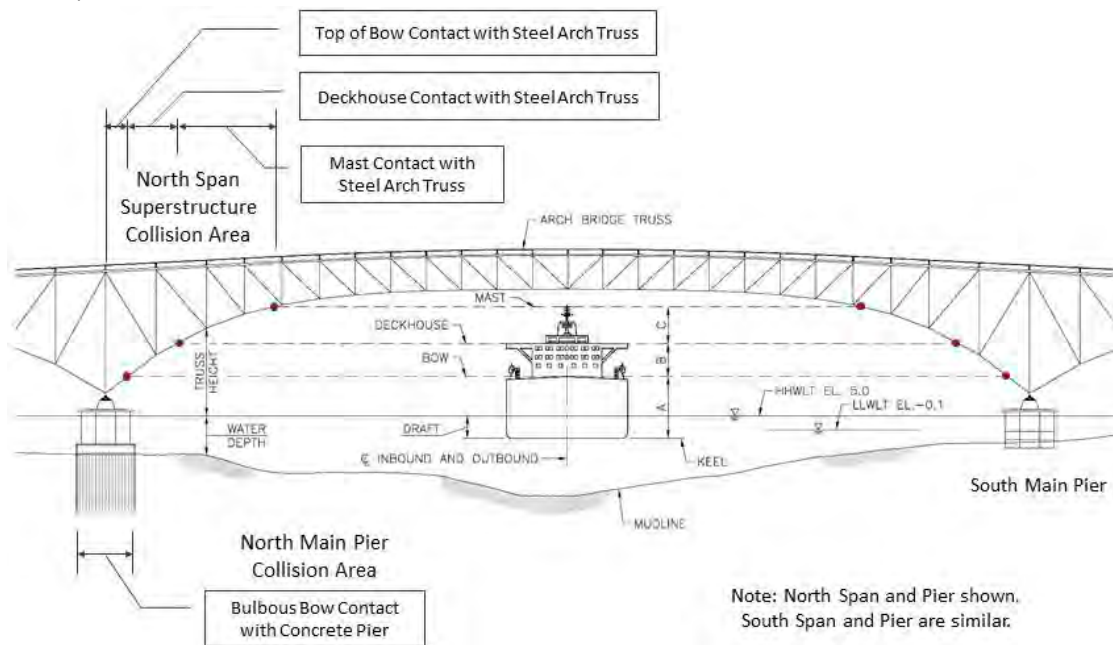 Top of Bow Contact with Steel Arch Truss
Deckhouse Contact with Steel Arch Truss
Mast Contact with
Steel Arch Truss
North Span
Superstructure
Collision Area
ARCH BRIDGE TRUSS
MAST
DECKHOUSE
BOW
TRUSS
HEIGHT
C
B
A
HHWLT EL. 5.0
LLWLT EL.-0.1
WATER
DEPTH
DRAFT
℄ INBOUND AND OUTBOUND
KEEL
MUDLINE
South Main Pier
North Main Pier
Collision Area
Bulbous Bow Contact
with Concrete Pier
Note: North Span and Pier shown.
South Span and Pier are similar.